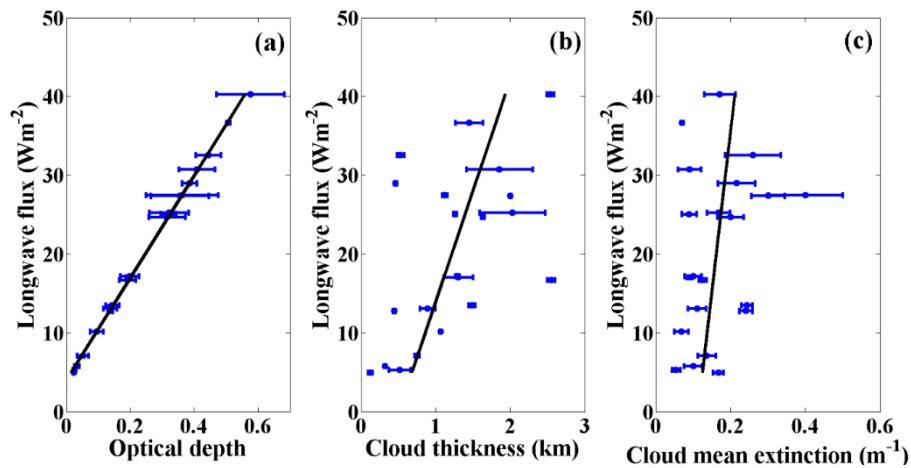 (a)
Longwave flux (Wm-2)
50
40
30
20
10
0
0 0.2 0.4 0.6
Optical depth
(b)
Longwave flux (Wm-2)
50
40
30
20
10
0
0 1 2 3
Cloud thickness (km)
(c)
Longwave flux (Wm-2)
50
40
30
20
10
0
0 0.2 0.4 0.6
Cloud mean extinction (m-1)